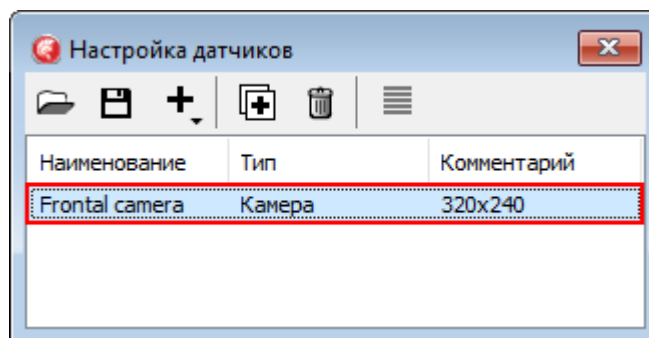 Настройка датчиков
Наименование Тип Комментарий
Frontal camera Камера 320x240